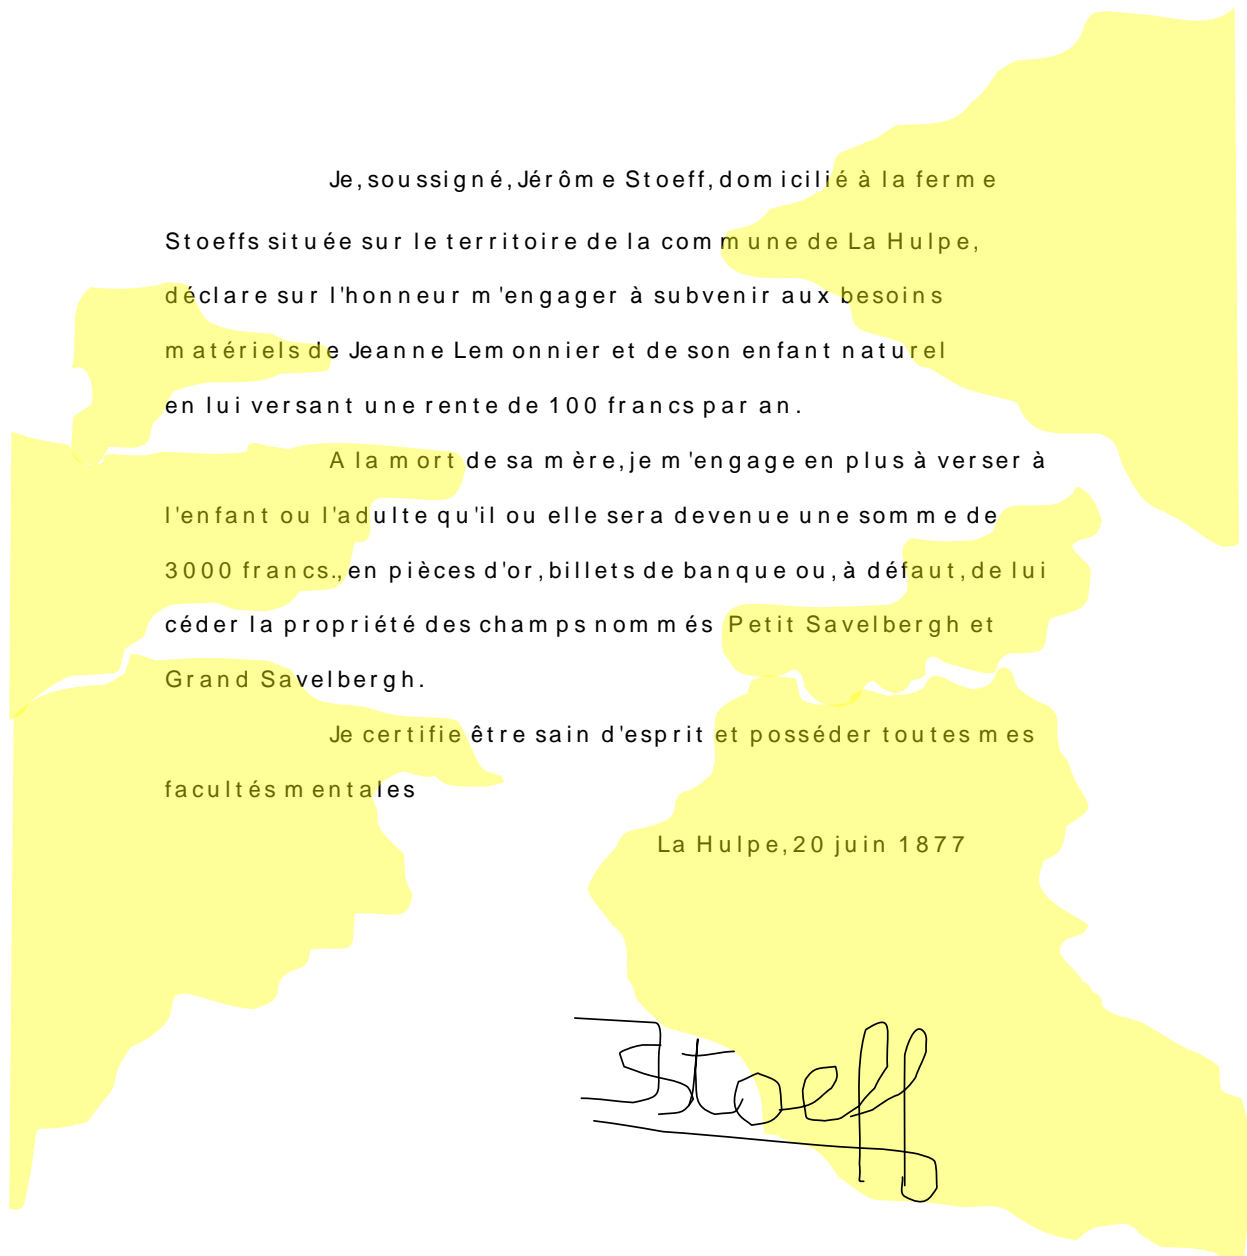 Je, soussigné, Jérôme Stoeff, domicilié à la ferme
Stoeffs située sur le territoire de la commune de La Hulpe,
déclare sur l'honneur m'engager à subvenir aux besoins
matériels de Jeanne Lemonnier et de son enfant naturel
en lui versant une rente de 100 francs par an.
A la mort de sa mère, je m'engage en plus à verser à
l'enfant ou l'adulte qu'il ou elle sera devenue une somme de
3000 francs., en pièces d'or, billets de banque ou, à défaut, de lui
céder la propriété des champs nommés Petit Savelbergh et
Grand Savelbergh.
Je certifie être sain d'esprit et posséder toutes mes
facultés mentales
La Hulpe, 20 juin 1877
JStoeff